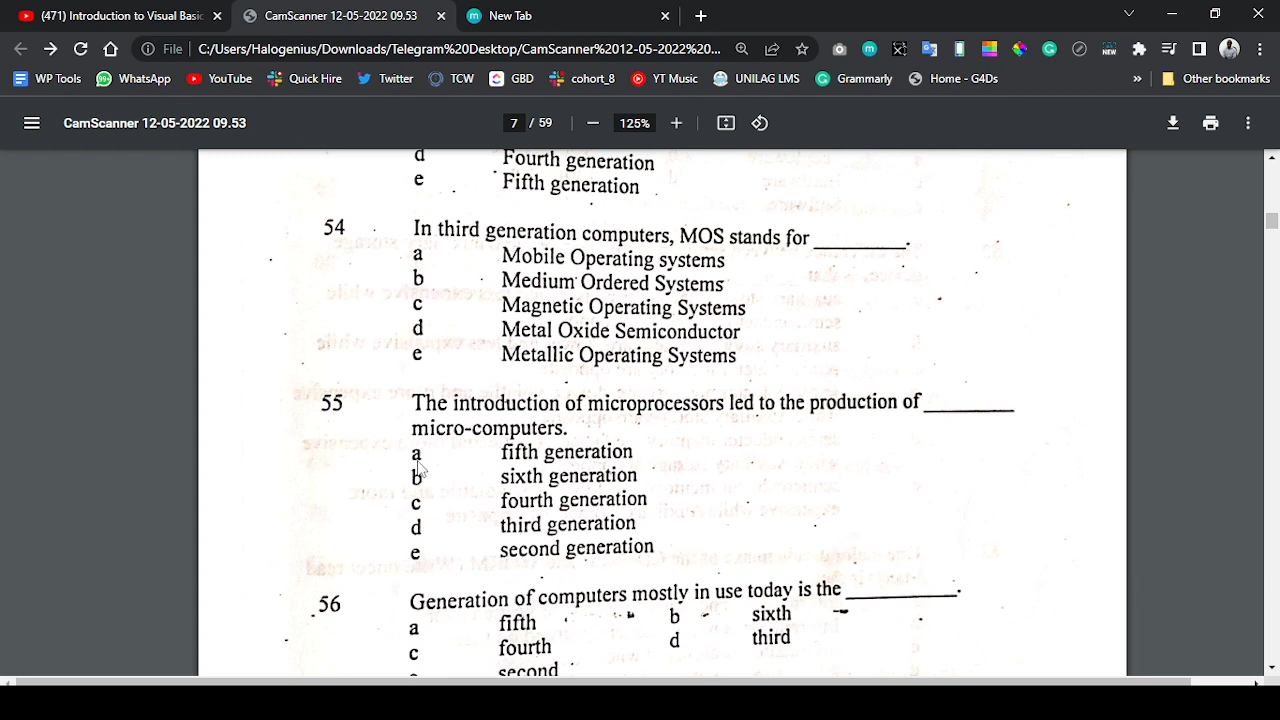 (471) Introduction to Visual Basic
CamScanner 12-05-2022 09.53
New Tab
File
C:/Users/Halogenius/Downloads/Telegram%20Desktop/CamScanner%2012-05-2022%20...
WP Tools
WhatsApp
YouTube
Quick Hire
Twitter
TCW
GBD
cohort_8
YT Music
UNILAG LMS
Grammarly
Home - G4Ds
»
Other bookmarks
CamScanner 12-05-2022 09.53
7 / 59
125%
d Fourth generation
e Fifth generation
54 In third generation computers, MOS stands for ________.
a Mobile Operating systems
b Medium Ordered Systems
c Magnetic Operating Systems
d Metal Oxide Semiconductor
e Metallic Operating Systems
55 The introduction of microprocessors led to the production of ________
micro-computers.
a fifth generation
b sixth generation
c fourth generation
d third generation
e second generation
56 Generation of computers mostly in use today is the ________.
a fifth b sixth
c fourth d third
second